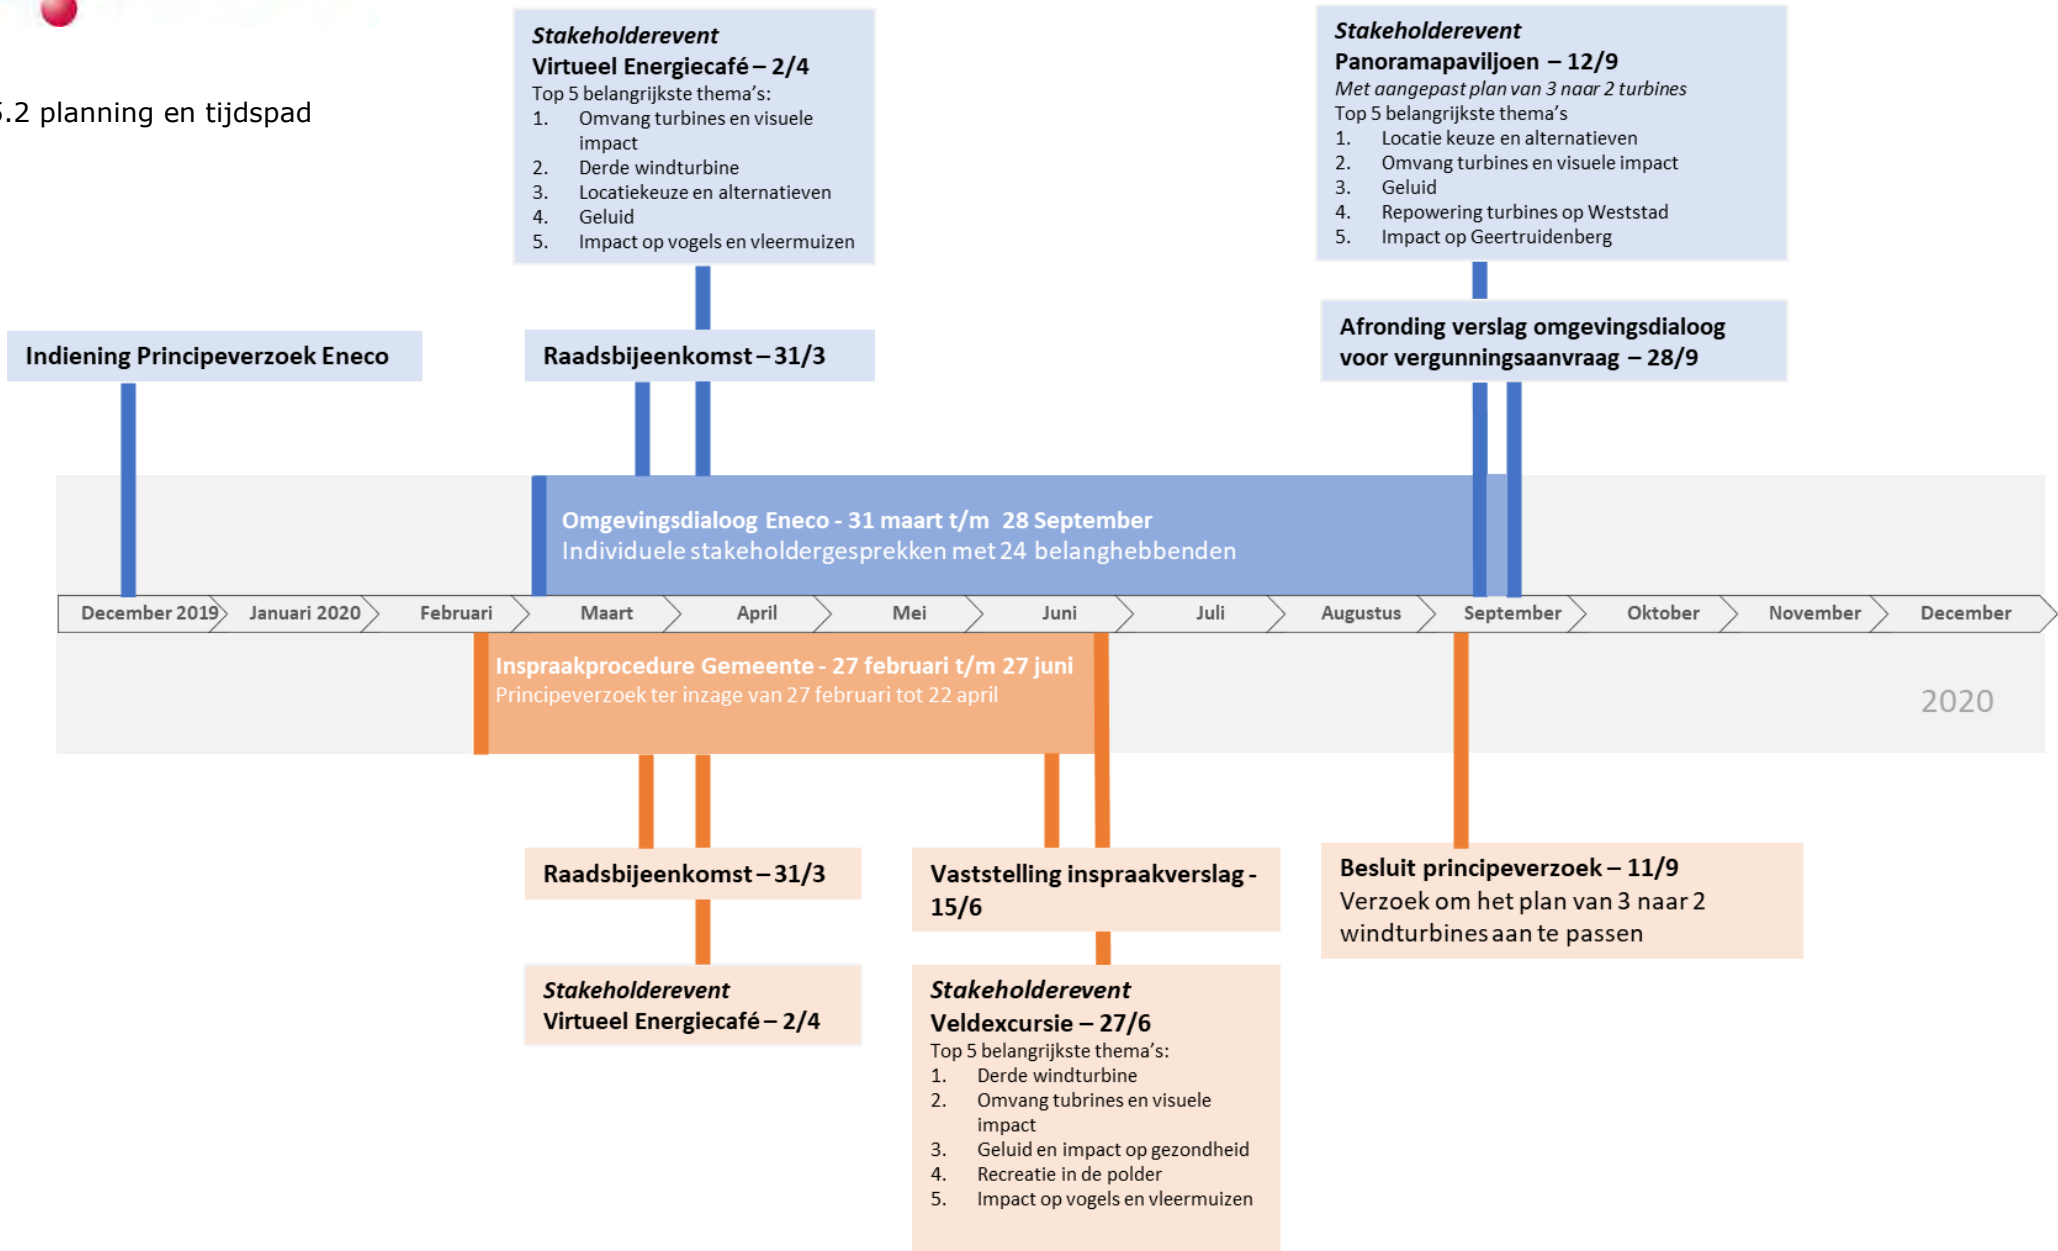 5.2 planning en tijdspad
Stakeholderevent
Virtueel Energiecafé – 2/4
Top 5 belangrijkste thema's:
1. Omvang turbines en visuele
impact
2. Derde windturbine
3. Locatiekeuze en alternatieven
4. Geluid
5. Impact op vogels en vleermuizen
Stakeholderevent
Panoramapaviljoen – 12/9
Met aangepast plan van 3 naar 2 turbines
Top 5 belangrijkste thema's
1. Locatie keuze en alternatieven
2. Omvang turbines en visuele impact
3. Geluid
4. Repowering turbines op Weststad
5. Impact op Geertruidenberg
Indiening Principeverzoek Eneco
Raadsbijeenkomst – 31/3
Afronding verslag omgevingsdialoog
voor vergunningsaanvraag – 28/9
Omgevingsdialoog Eneco - 31 maart t/m 28 September
Individuele stakeholdergesprekken met 24 belanghebbenden
December 2019 Januari 2020 Februari Maart April Mei Juni Juli Augustus September Oktober November December
Inspraakprocedure Gemeente - 27 februari t/m 27 juni
Principeverzoek ter inzage van 27 februari tot 22 april
2020
Raadsbijeenkomst – 31/3
Stakeholderevent
Virtueel Energiecafé – 2/4
Vaststelling inspraakverslag -
15/6
Stakeholderevent
Veldexcursie – 27/6
Top 5 belangrijkste thema's:
1. Derde windturbine
2. Omvang tubrines en visuele
impact
3. Geluid en impact op gezondheid
4. Recreatie in de polder
5. Impact op vogels en vleermuizen
Besluit principeverzoek – 11/9
Verzoek om het plan van 3 naar 2
windturbines aan te passen